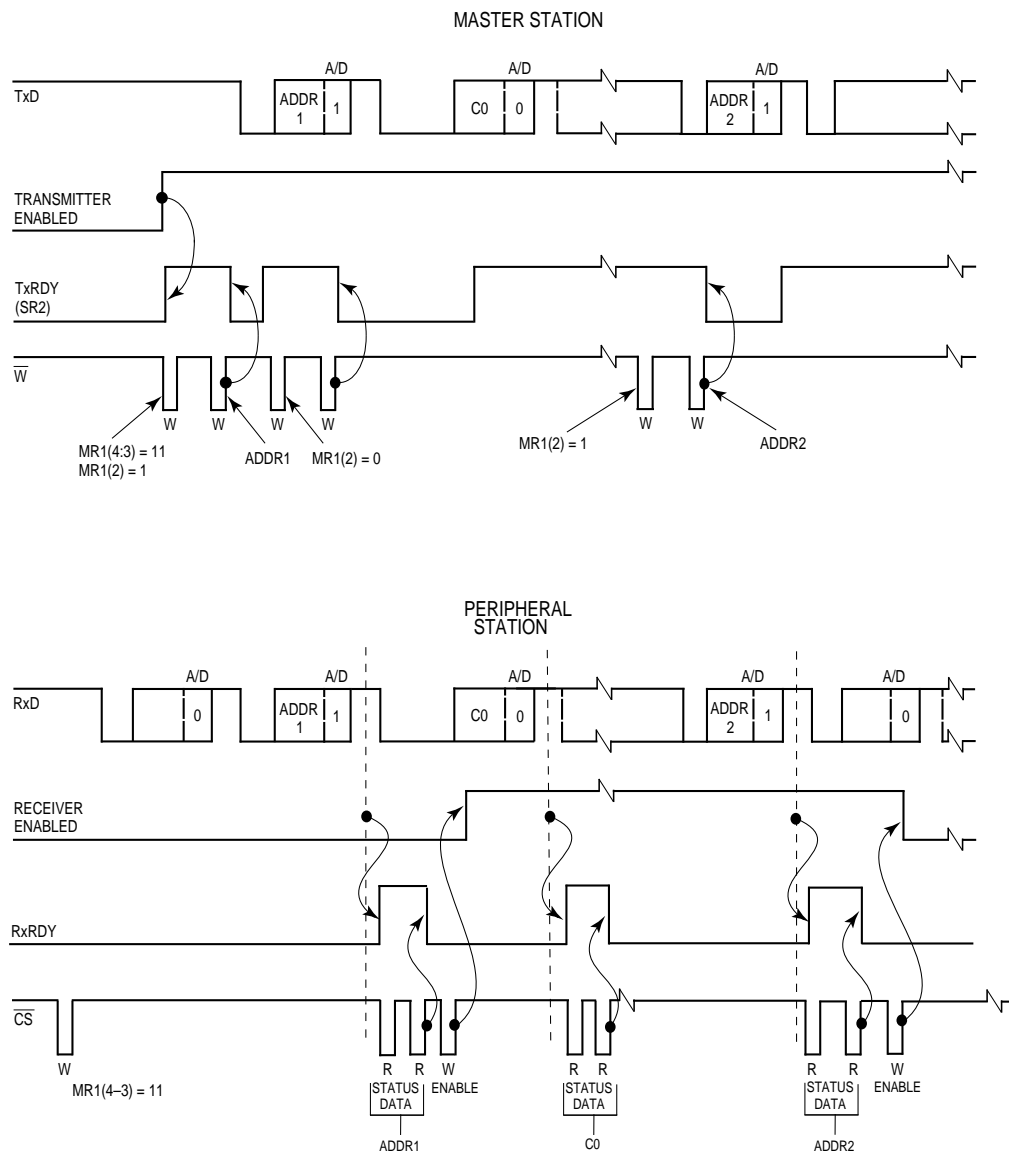 MASTER STATION
A/D
A/D
A/D
TxD
ADDR
1
1
C0
0
ADDR
2
1
TRANSMITTER
ENABLED
TxRDY
(SR2)
W
W
W
W
W
W
W
MR1(4:3) = 11
MR1(2) = 1
ADDR1
MR1(2) = 0
MR1(2) = 1
ADDR2
PERIPHERAL
STATION
A/D
A/D
A/D
A/D
A/D
RxD
0
ADDR
1
1
C0
0
ADDR
2
1
0
RECEIVER
ENABLED
RxRDY
CS
W
R
R
W
R
R
R
R
W
MR1(4–3) = 11
STATUS
DATA
ENABLE
STATUS
DATA
STATUS
DATA
ENABLE
ADDR1
C0
ADDR2